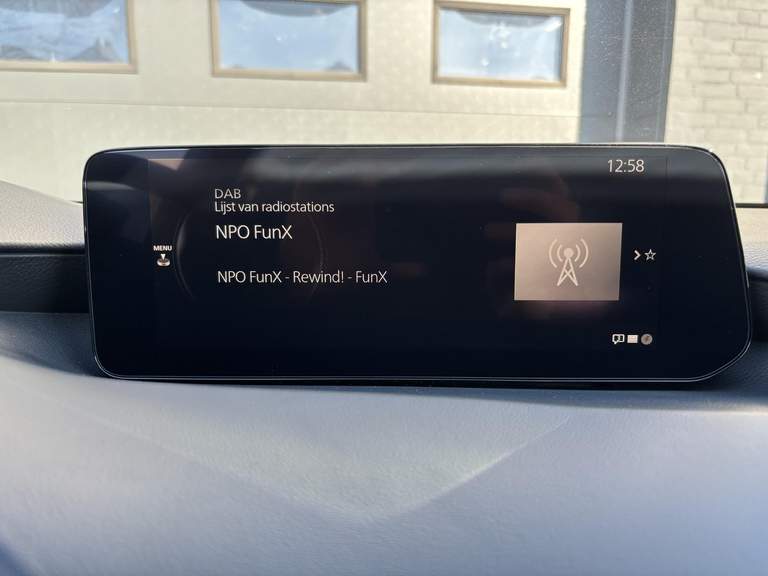 12:58
DAB
Lijst van radiostations
NPO FunX
MENU
NPO FunX - Rewind! - FunX